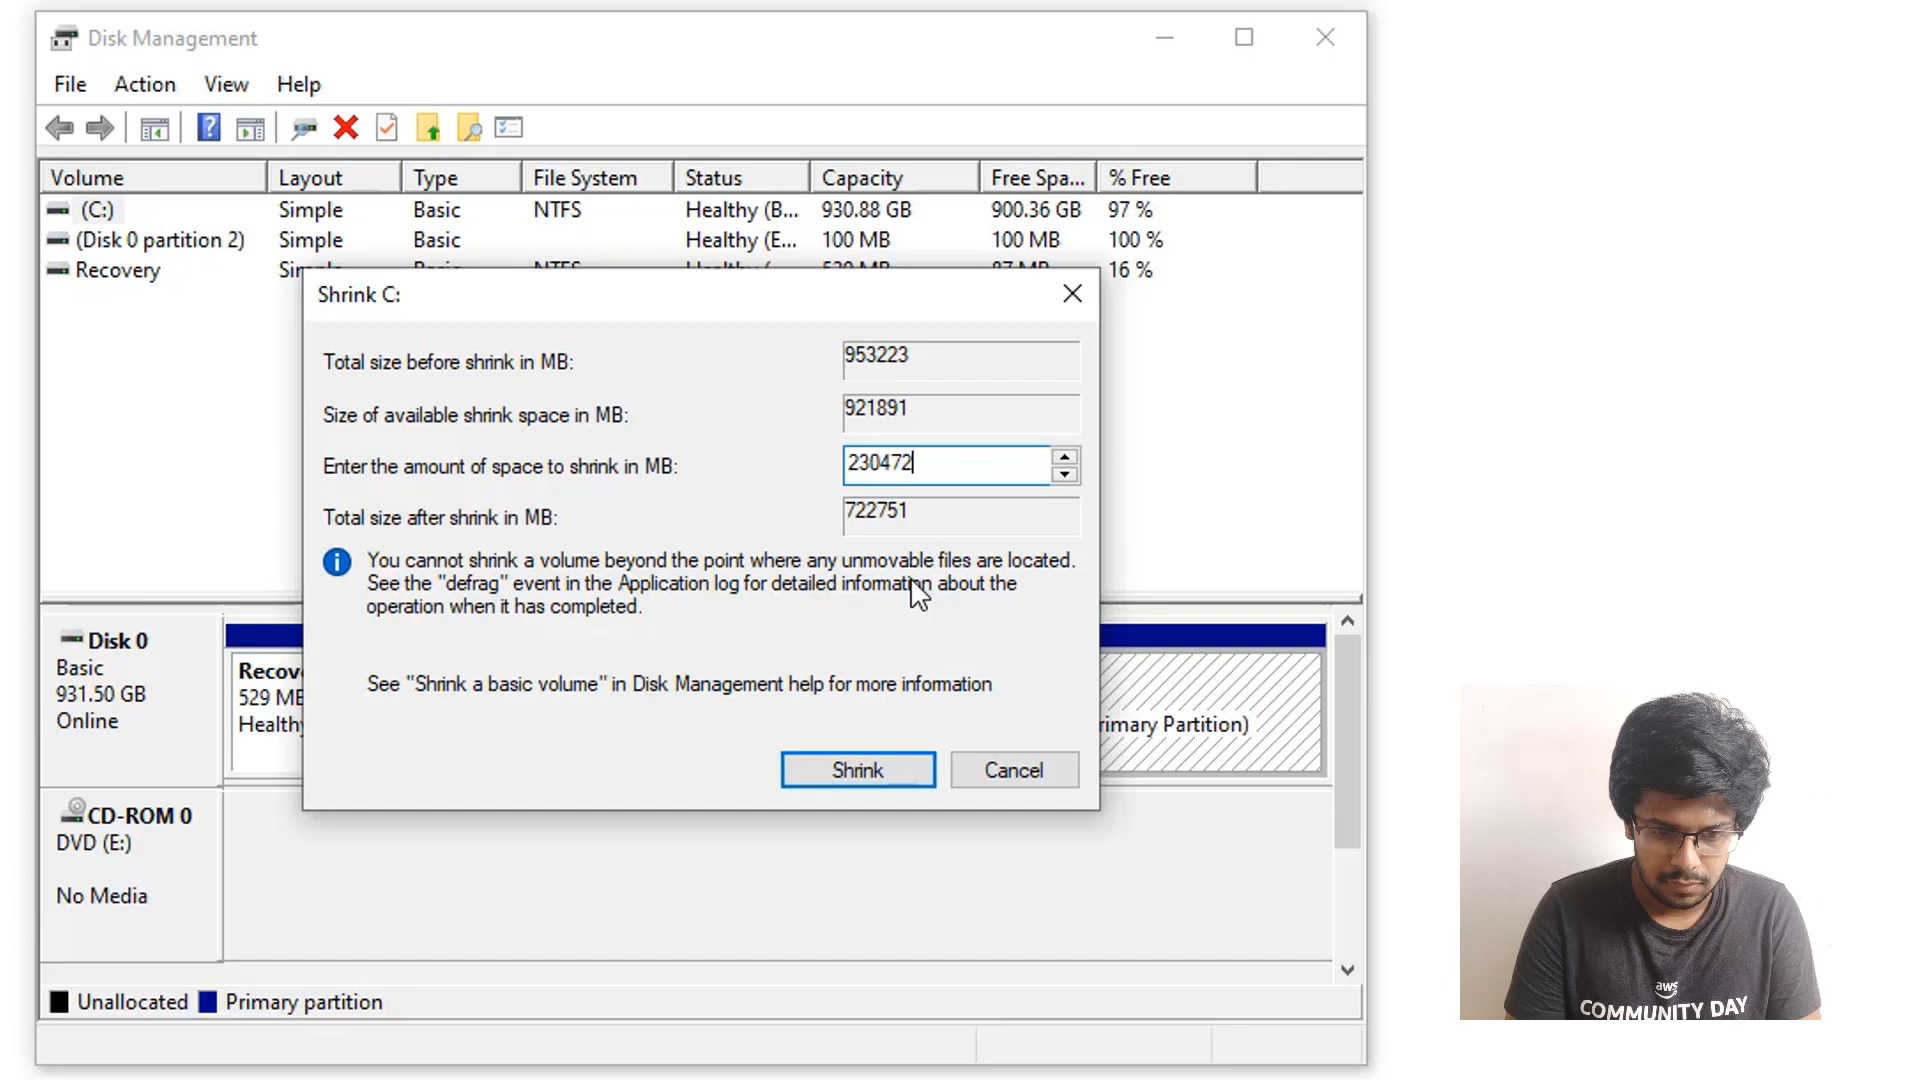 Disk Management
File Action View Help
Volume Layout Type File System Status Capacity Free Spa... % Free
(C:) Simple Basic NTFS Healthy (B... 930.88 GB 900.36 GB 97 %
(Disk 0 partition 2) Simple Basic Healthy (E... 100 MB 100 MB 100 %
Recovery 16 %
Shrink C:
Total size before shrink in MB: 953223
Size of available shrink space in MB: 921891
Enter the amount of space to shrink in MB: 230472
Total size after shrink in MB: 722751
You cannot shrink a volume beyond the point where any unmovable files are located.
See the "defrag" event in the Application log for detailed information about the
operation when it has completed.
See "Shrink a basic volume" in Disk Management help for more information
Shrink Cancel
Disk 0
Basic
931.50 GB
Online
Recov
529 MB
Healthy
rimary Partition)
CD-ROM 0
DVD (E:)
No Media
Unallocated Primary partition
aws
COMMUNITY DAY